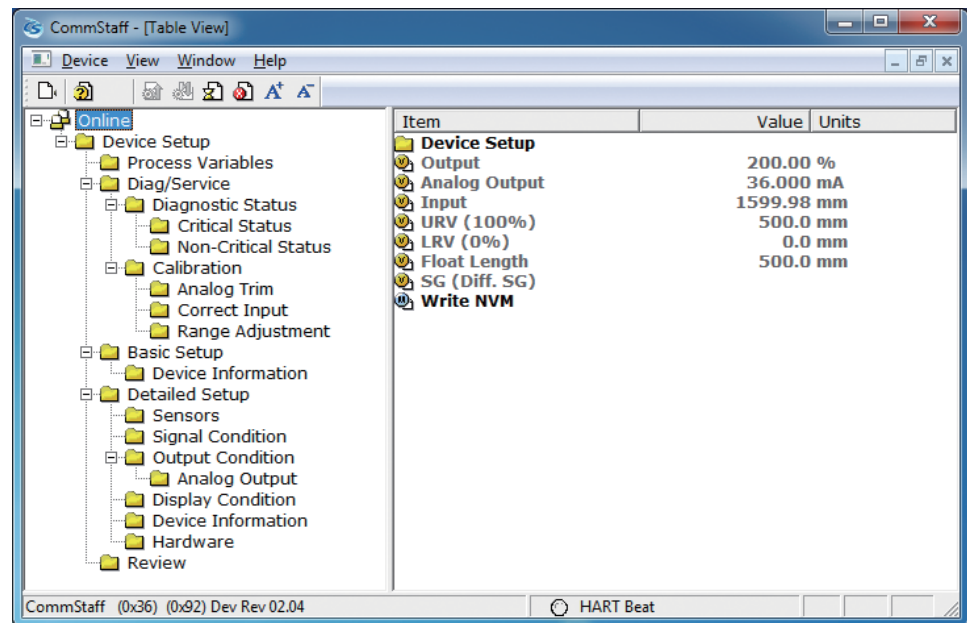 CommStaff - [Table View]
Device View Window Help
Online
Device Setup
Process Variables
Diag/Service
Diagnostic Status
Critical Status
Non-Critical Status
Calibration
Analog Trim
Correct Input
Range Adjustment
Basic Setup
Device Information
Detailed Setup
Sensors
Signal Condition
Output Condition
Analog Output
Display Condition
Device Information
Hardware
Review
Item Value Units
Device Setup
Output 200.00 %
Analog Output 36.000 mA
Input 1599.98 mm
URV (100%) 500.0 mm
LRV (0%) 0.0 mm
Float Length 500.0 mm
SG (Diff. SG)
Write NVM
CommStaff (0x36) (0x92) Dev Rev 02.04
HART Beat